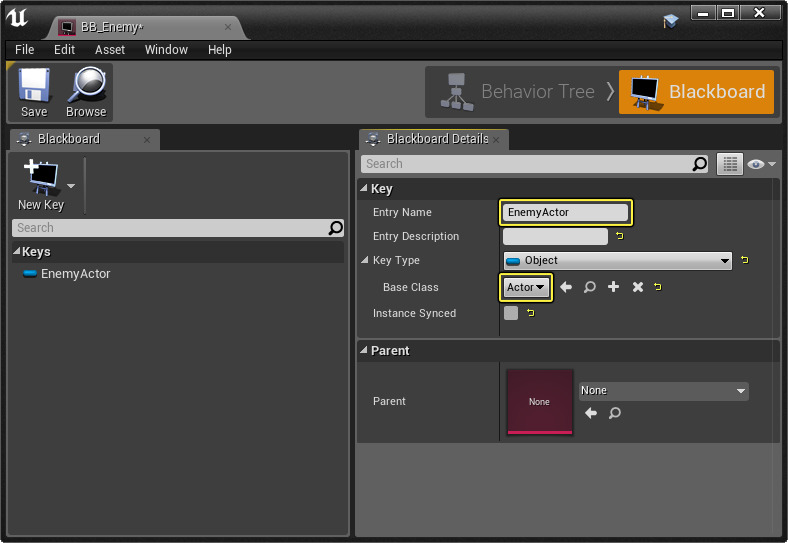 BB_Enemy*
File Edit Asset Window Help
Save Browse
Behavior Tree Blackboard
Blackboard
New Key
Search
Keys
EnemyActor
Blackboard Details
Search
Key
Entry Name EnemyActor
Entry Description
Key Type Object
Base Class Actor
Instance Synced
Parent
Parent None None